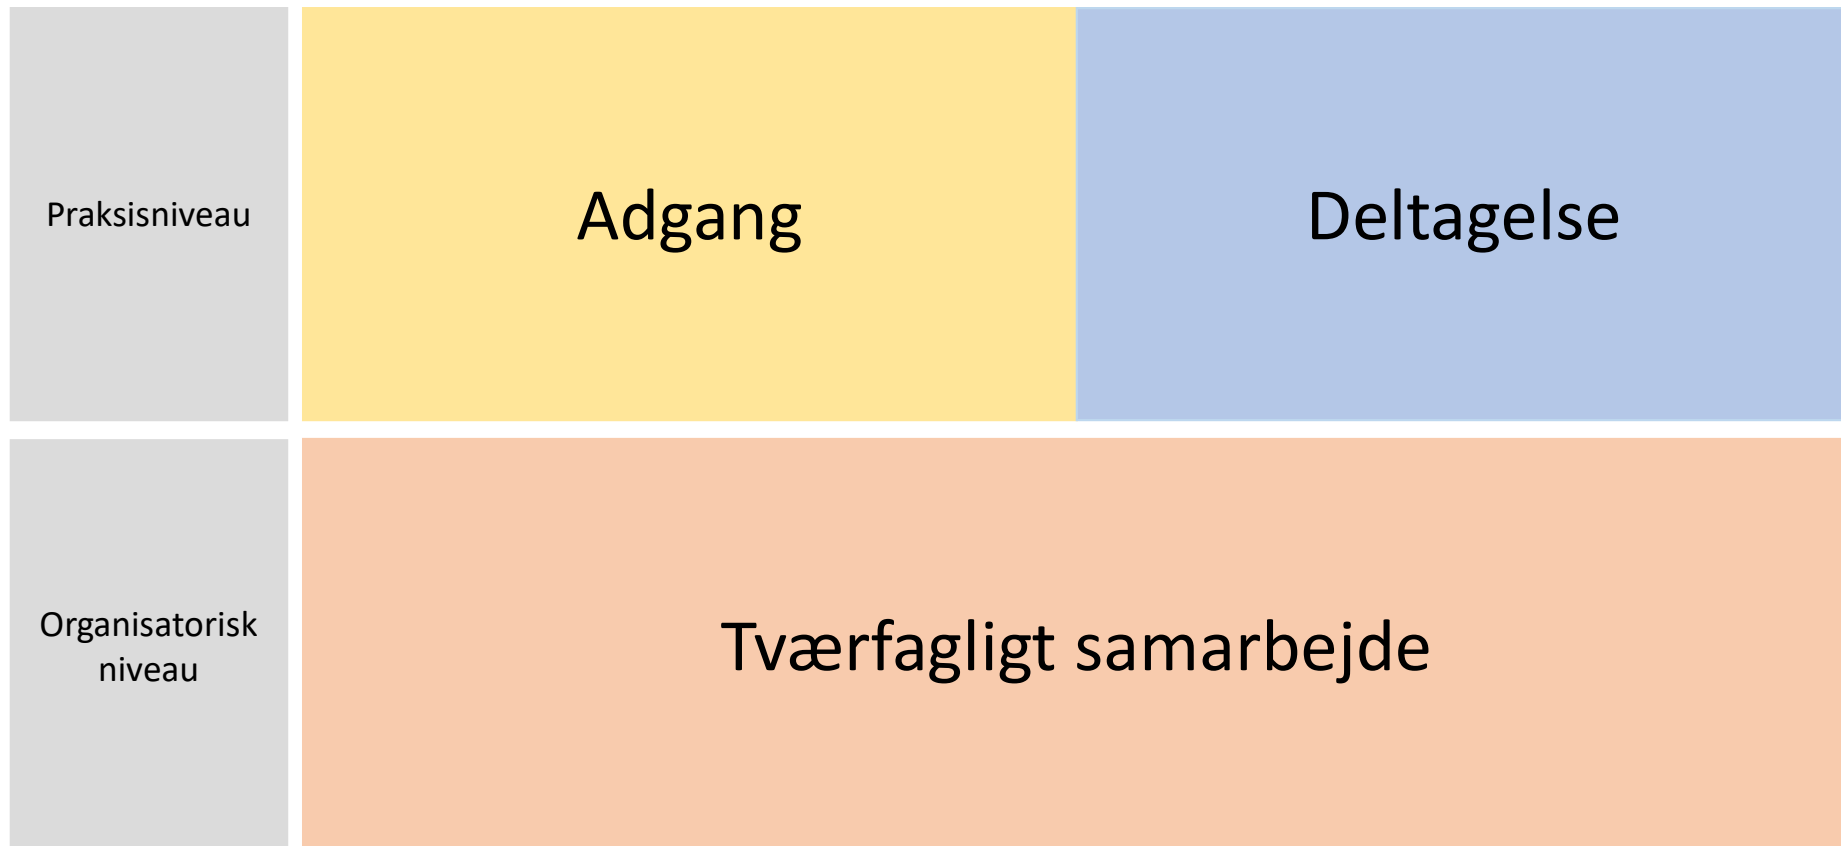 Praksisniveau
Adgang
Deltagelse
Organisatorisk
niveau
Tværfagligt samarbejde